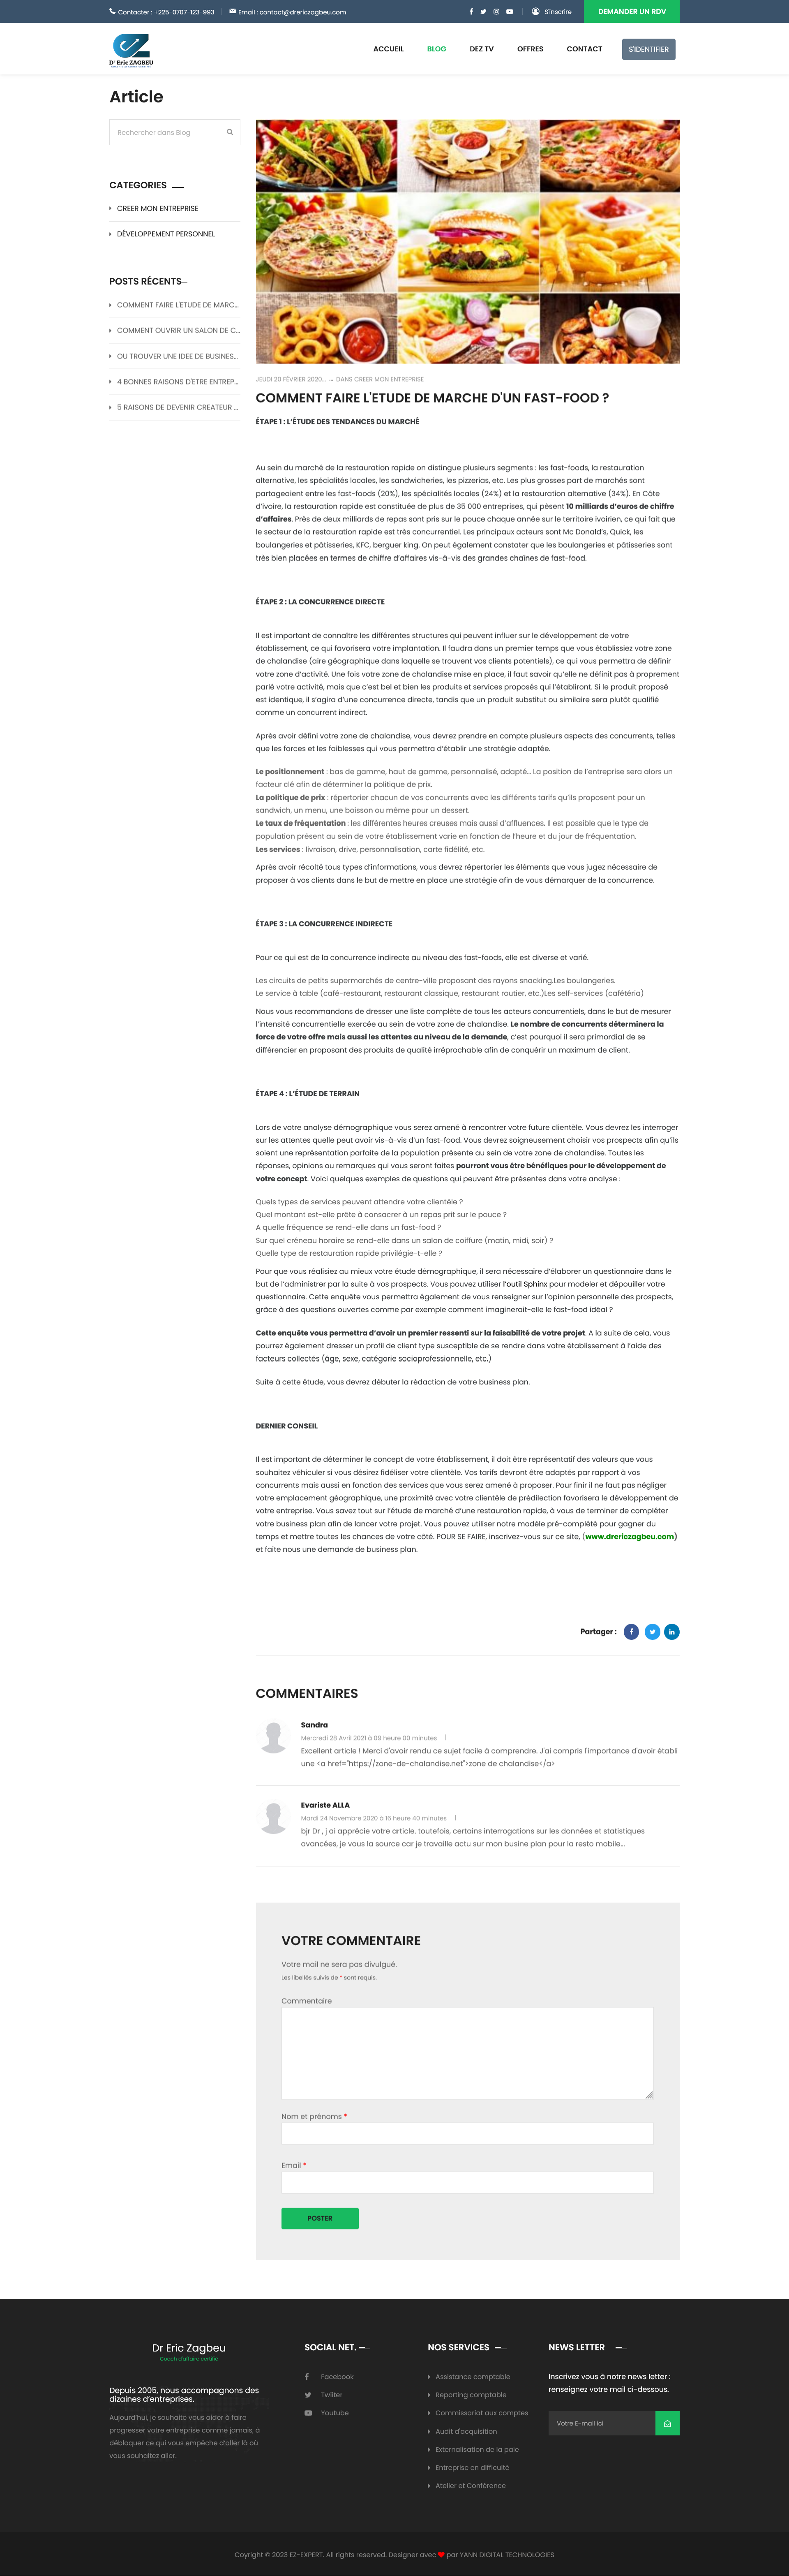 Contacter : +225-0707-123-993
Email : contact@drericzagbeu.com
S'inscrire
DEMANDER UN RDV
Dr Eric ZAGBEU
ACCUEIL
BLOG
DEZ TV
OFFRES
CONTACT
S'IDENTIFIER
Article
Rechercher dans Blog
CATEGORIES
CREER MON ENTREPRISE
DÉVELOPPEMENT PERSONNEL
POSTS RÉCENTS
COMMENT FAIRE L'ETUDE DE MARC...
COMMENT OUVRIR UN SALON DE C...
OU TROUVER UNE IDEE DE BUSINES...
4 BONNES RAISONS D'ETRE ENTREP...
5 RAISONS DE DEVENIR CREATEUR ...
JEUDI 20 FÉVRIER 2020... — DANS CREER MON ENTREPRISE
COMMENT FAIRE L'ETUDE DE MARCHE D'UN FAST-FOOD ?
ÉTAPE 1 : L’ÉTUDE DES TENDANCES DU MARCHÉ
Au sein du marché de la restauration rapide on distingue plusieurs segments : les fast-foods, la restauration
alternative, les spécialités locales, les sandwicheries, les pizzerias, etc. Les plus grosses part de marchés sont
partageaient entre les fast-foods (20%), les spécialités locales (24%) et la restauration alternative (34%). En Côte
d’ivoire, la restauration rapide est constituée de plus de 35 000 entreprises, qui pèsent 10 milliards d’euros de chiffre
d’affaires. Près de deux milliards de repas sont pris sur le pouce chaque année sur le territoire ivoirien, ce qui fait que
le secteur de la restauration rapide est très concurrentiel. Les principaux acteurs sont Mc Donald’s, Quick, les
boulangeries et pâtisseries, KFC, berguer king. On peut également constater que les boulangeries et pâtisseries sont
très bien placées en termes de chiffre d’affaires vis-à-vis des grandes chaînes de fast-food.
ÉTAPE 2 : LA CONCURRENCE DIRECTE
Il est important de connaître les différentes structures qui peuvent influer sur le développement de votre
établissement, ce qui favorisera votre implantation. Il faudra dans un premier temps que vous établissiez votre zone
de chalandise (aire géographique dans laquelle se trouvent vos clients potentiels), ce qui vous permettra de définir
votre zone d’activité. Une fois votre zone de chalandise mise en place, il faut savoir qu’elle ne définit pas à proprement
parlé votre activité, mais que c’est bel et bien les produits et services proposés qui l’établiront. Si le produit proposé
est identique, il s’agira d’une concurrence directe, tandis que un produit substitut ou similaire sera plutôt qualifié
comme un concurrent indirect.
Après avoir défini votre zone de chalandise, vous devrez prendre en compte plusieurs aspects des concurrents, telles
que les forces et les faiblesses qui vous permettra d’établir une stratégie adaptée.
Le positionnement : bas de gamme, haut de gamme, personnalisé, adapté… La position de l’entreprise sera alors un
facteur clé afin de déterminer la politique de prix.
La politique de prix : répertorier chacun de vos concurrents avec les différents tarifs qu’ils proposent pour un
sandwich, un menu, une boisson ou même pour un dessert.
Le taux de fréquentation : les différentes heures creuses mais aussi d’affluences. Il est possible que le type de
population présent au sein de votre établissement varie en fonction de l’heure et du jour de fréquentation.
Les services : livraison, drive, personnalisation, carte fidélité, etc.
Après avoir récolté tous types d’informations, vous devrez répertorier les éléments que vous jugez nécessaire de
proposer à vos clients dans le but de mettre en place une stratégie afin de vous démarquer de la concurrence.
ÉTAPE 3 : LA CONCURRENCE INDIRECTE
Pour ce qui est de la concurrence indirecte au niveau des fast-foods, elle est diverse et varié.
Les circuits de petits supermarchés de centre-ville proposant des rayons snacking.Les boulangeries.
Le service à table (café-restaurant, restaurant classique, restaurant routier, etc.)Les self-services (cafétéria)
Nous vous recommandons de dresser une liste complète de tous les acteurs concurrentiels, dans le but de mesurer
l’intensité concurrentielle exercée au sein de votre zone de chalandise. Le nombre de concurrents déterminera la
force de votre offre mais aussi les attentes au niveau de la demande, c’est pourquoi il sera primordial de se
différencier en proposant des produits de qualité irréprochable afin de conquérir un maximum de client.
ÉTAPE 4 : L’ÉTUDE DE TERRAIN
Lors de votre analyse démographique vous serez amené à rencontrer votre future clientèle. Vous devrez les interroger
sur les attentes quelle peut avoir vis-à-vis d’un fast-food. Vous devrez soigneusement choisir vos prospects afin qu’ils
soient une représentation parfaite de la population présente au sein de votre zone de chalandise. Toutes les
réponses, opinions ou remarques qui vous seront faites pourront vous être bénéfiques pour le développement de
votre concept. Voici quelques exemples de questions qui peuvent être présentes dans votre analyse :
Quels types de services peuvent attendre votre clientèle ?
Quel montant est-elle prête à consacrer à un repas prit sur le pouce ?
A quelle fréquence se rend-elle dans un fast-food ?
Sur quel créneau horaire se rend-elle dans un salon de coiffure (matin, midi, soir) ?
Quelle type de restauration rapide privilégie-t-elle ?
Pour que vous réalisiez au mieux votre étude démographique, il sera nécessaire d’élaborer un questionnaire dans le
but de l’administrer par la suite à vos prospects. Vous pouvez utiliser l’outil Sphinx pour modeler et dépouiller votre
questionnaire. Cette enquête vous permettra également de vous renseigner sur l’opinion personnelle des prospects,
grâce à des questions ouvertes comme par exemple comment imaginerait-elle le fast-food idéal ?
Cette enquête vous permettra d’avoir un premier ressenti sur la faisabilité de votre projet. A la suite de cela, vous
pourrez également dresser un profil de client type susceptible de se rendre dans votre établissement à l’aide des
facteurs collectés (âge, sexe, catégorie socioprofessionnelle, etc.)
Suite à cette étude, vous devrez débuter la rédaction de votre business plan.
DERNIER CONSEIL
Il est important de déterminer le concept de votre établissement, il doit être représentatif des valeurs que vous
souhaitez véhiculer si vous désirez fidéliser votre clientèle. Vos tarifs devront être adaptés par rapport à vos
concurrents mais aussi en fonction des services que vous serez amené à proposer. Pour finir il ne faut pas négliger
votre emplacement géographique, une proximité avec votre clientèle de prédilection favorisera le développement de
votre entreprise. Vous savez tout sur l’étude de marché d’une restauration rapide, à vous de terminer de compléter
votre business plan afin de lancer votre projet. Vous pouvez utiliser notre modèle pré-complété pour gagner du
temps et mettre toutes les chances de votre côté. POUR SE FAIRE, inscrivez-vous sur ce site, (www.drericzagbeu.com)
et faite nous une demande de business plan.
Partager :
COMMENTAIRES
Sandra
Mercredi 28 Avril 2021 à 09 heure 00 minutes
Excellent article ! Merci d'avoir rendu ce sujet facile à comprendre. J'ai compris l'importance d'avoir établi
une <a href="https://zone-de-chalandise.net">zone de chalandise</a>
Evariste ALLA
Mardi 24 Novembre 2020 à 16 heure 40 minutes
bjr Dr , j ai apprécie votre article. toutefois, certains interrogations sur les données et statistiques
avancées, je vous la source car je travaille actu sur mon busine plan pour la resto mobile...
VOTRE COMMENTAIRE
Votre mail ne sera pas divulgué.
Les libellés suivis de * sont requis.
Commentaire
Nom et prénoms *
Email *
POSTER
Dr Eric Zagbeu
Coach d'affaire certifié
Depuis 2005, nous accompagnons des
dizaines d’entreprises.
Aujourd’hui, je souhaite vous aider à faire
progresser votre entreprise comme jamais, à
débloquer ce qui vous empêche d’aller là où
vous souhaitez aller.
SOCIAL NET.
Facebook
Twiiter
Youtube
NOS SERVICES
Assistance comptable
Reporting comptable
Commissariat aux comptes
Audit d'acquisition
Externalisation de la paie
Entreprise en difficulté
Atelier et Conférence
NEWS LETTER
Inscrivez vous à notre news letter :
renseignez votre mail ci-dessous.
Votre E-mail ici
Coyright © 2023 EZ-EXPERT. All rights reserved. Designer avec ❤ par YANN DIGITAL TECHNOLOGIES